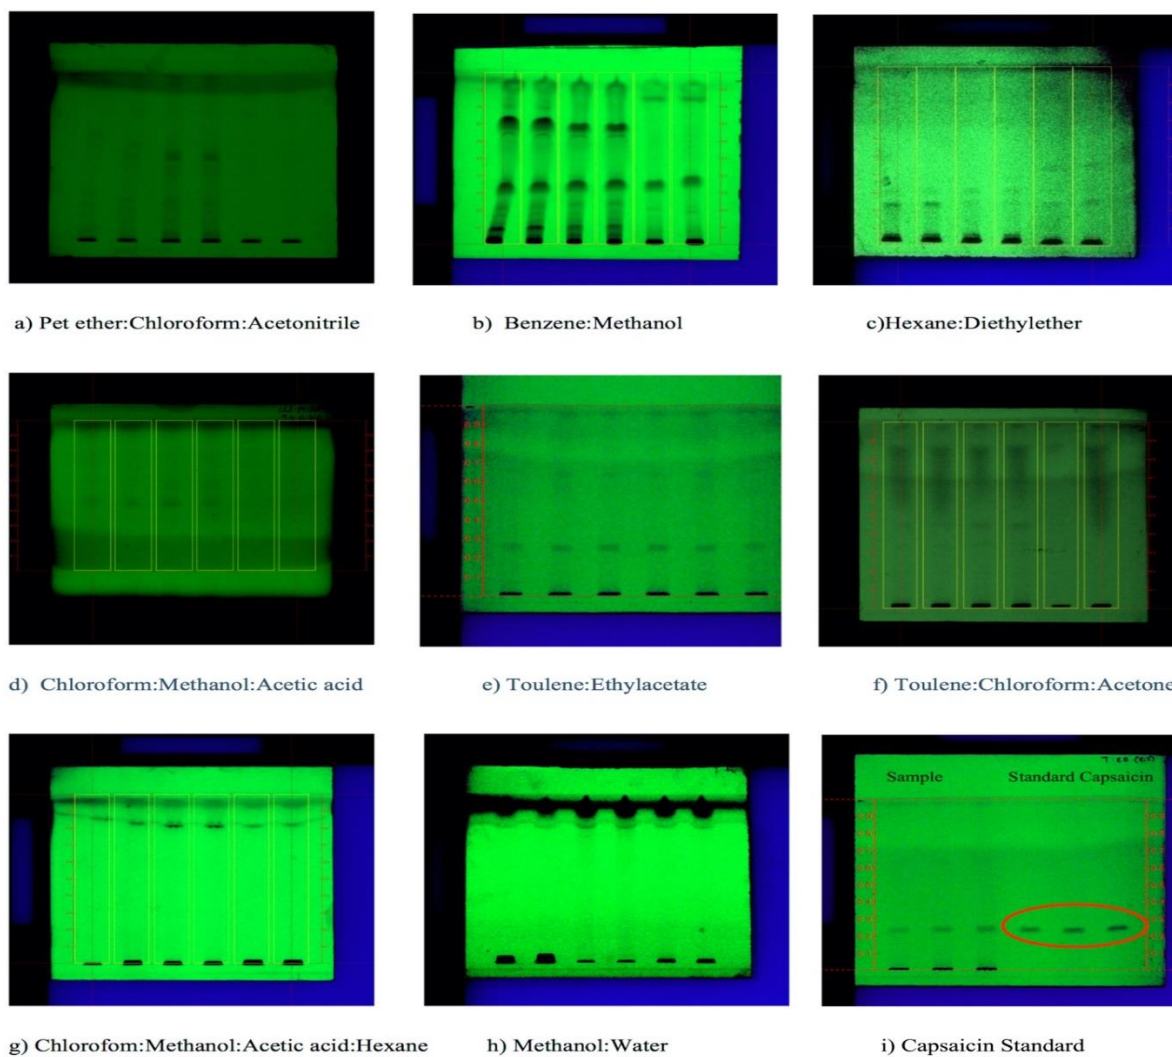 a) Pet ether:Chloroform:Acetonitrile
b) Benzene:Methanol
c)Hexane:Diethylether
d) Chloroform:Methanol:Acetic acid
e) Toulene:Ethylacetate
f) Toulene:Chloroform:Acetone
Sample
Standard Capsaicin
g) Chlorofom:Methanol:Acetic acid:Hexane
h) Methanol:Water
i) Capsaicin Standard